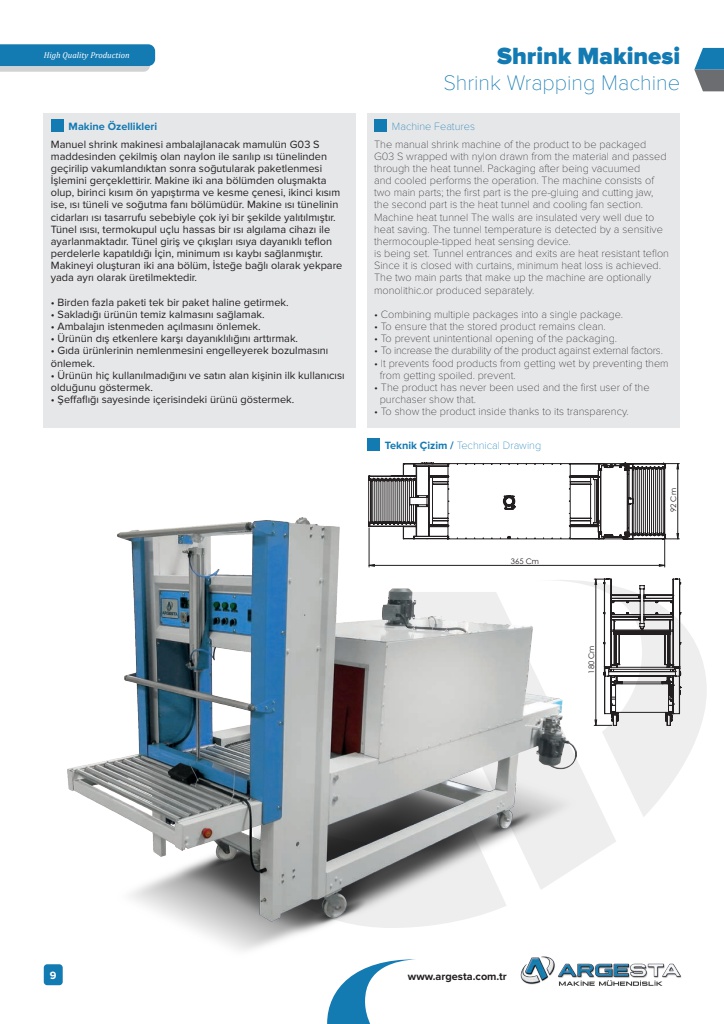 High Quality Production
Shrink Makinesi
Shrink Wrapping Machine
Makine Özellikleri
Manuel shrink makinesi ambalajlanacak mamulün G03 S
maddesinden çekilmiş olan naylon ile sarılıp ısı tünelinden
geçirilip vakumlandıktan sonra soğutularak paketlenmesi
İşlemini gerçeklettirir. Makine iki ana bölümden oluşmakta
olup, birinci kısım ön yapıştırma ve kesme çenesi, ikinci kısım
ise, ısı tüneli ve soğutma fanı bölümüdür. Makine ısı tünelinin
cidarları ısı tasarrufu sebebiyle çok iyi bir şekilde yalıtılmıştır.
Tünel ısısı, termokupul uçlu hassas bir ısı algılama cihazı ile
ayarlanmaktadır. Tünel giriş ve çıkışları ısıya dayanıklı teflon
perdelerle kapatıldığı İçin, minimum ısı kaybı sağlanmıştır.
Makineyi oluşturan iki ana bölüm, İsteğe bağlı olarak yekpare
yada ayrı olarak üretilmektedir.
• Birden fazla paketi tek bir paket haline getirmek.
• Sakladığı ürünün temiz kalmasını sağlamak.
• Ambalajın istenmeden açılmasını önlemek.
• Ürünün dış etkenlere karşı dayanıklılığını arttırmak.
• Gıda ürünlerinin nemlenmesini engelleyerek bozulmasını
önlemek.
• Ürünün hiç kullanılmadığını ve satın alan kişinin ilk kullanıcısı
olduğunu göstermek.
• Şeffaflığı sayesinde içerisindeki ürünü göstermek.
Machine Features
The manual shrink machine of the product to be packaged
G03 S wrapped with nylon drawn from the material and passed
through the heat tunnel. Packaging after being vacuumed
and cooled performs the operation. The machine consists of
two main parts; the first part is the pre-gluing and cutting jaw,
the second part is the heat tunnel and cooling fan section.
Machine heat tunnel The walls are insulated very well due to
heat saving. The tunnel temperature is detected by a sensitive
thermocouple-tipped heat sensing device.
is being set. Tunnel entrances and exits are heat resistant teflon
Since it is closed with curtains, minimum heat loss is achieved.
The two main parts that make up the machine are optionally
monolithic.or produced separately.
• Combining multiple packages into a single package.
• To ensure that the stored product remains clean.
• To prevent unintentional opening of the packaging.
• To increase the durability of the product against external factors.
• It prevents food products from getting wet by preventing them
from getting spoiled. prevent.
• The product has never been used and the first user of the
purchaser show that.
• To show the product inside thanks to its transparency.
Teknik Çizim / Technical Drawing
92 Cm
365 Cm
180 Cm
ARGESTA
9
www.argesta.com.tr
ARGESTA
MAKİNE MÜHENDİSLİK